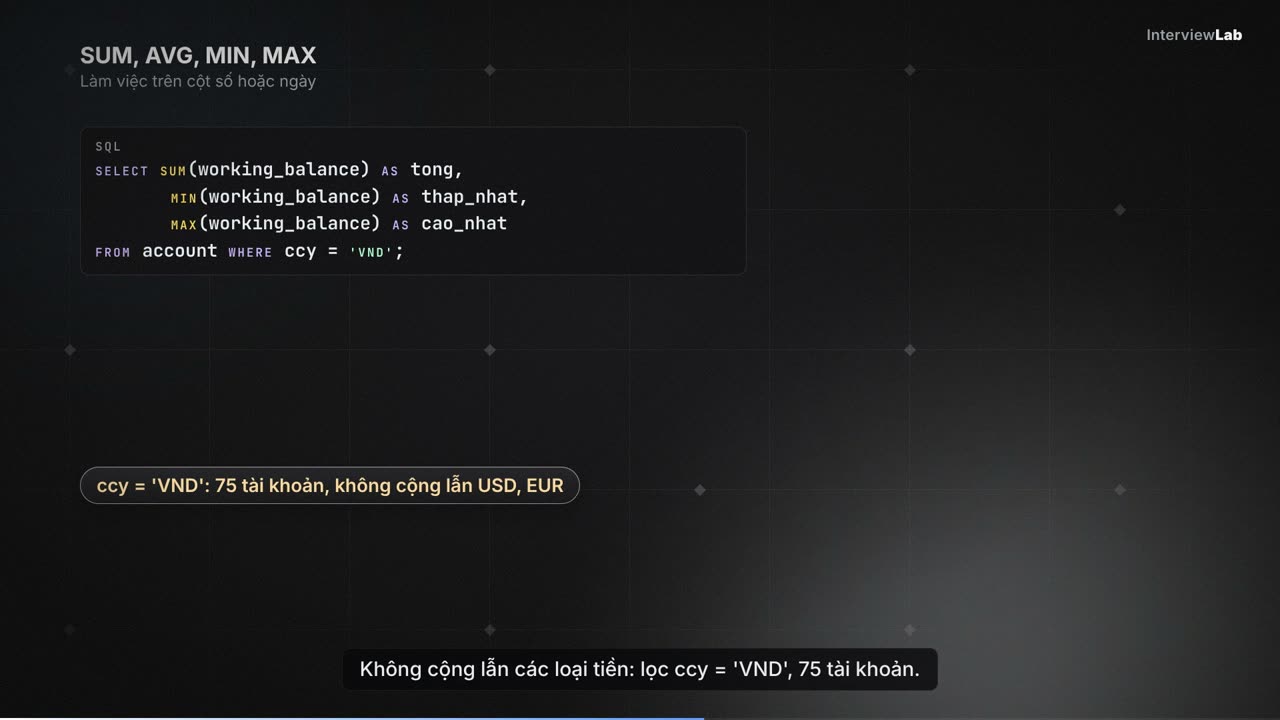 SUM, AVG, MIN, MAX
Làm việc trên cột số hoặc ngày
InterviewLab
SQL
SELECT SUM(working_balance) AS tong,
MIN(working_balance) AS thap_nhat,
MAX(working_balance) AS cao_nhat
FROM account WHERE ccy = 'VND';
ccy = 'VND': 75 tài khoản, không cộng lẫn USD, EUR
Không cộng lẫn các loại tiền: lọc ccy = 'VND', 75 tài khoản.